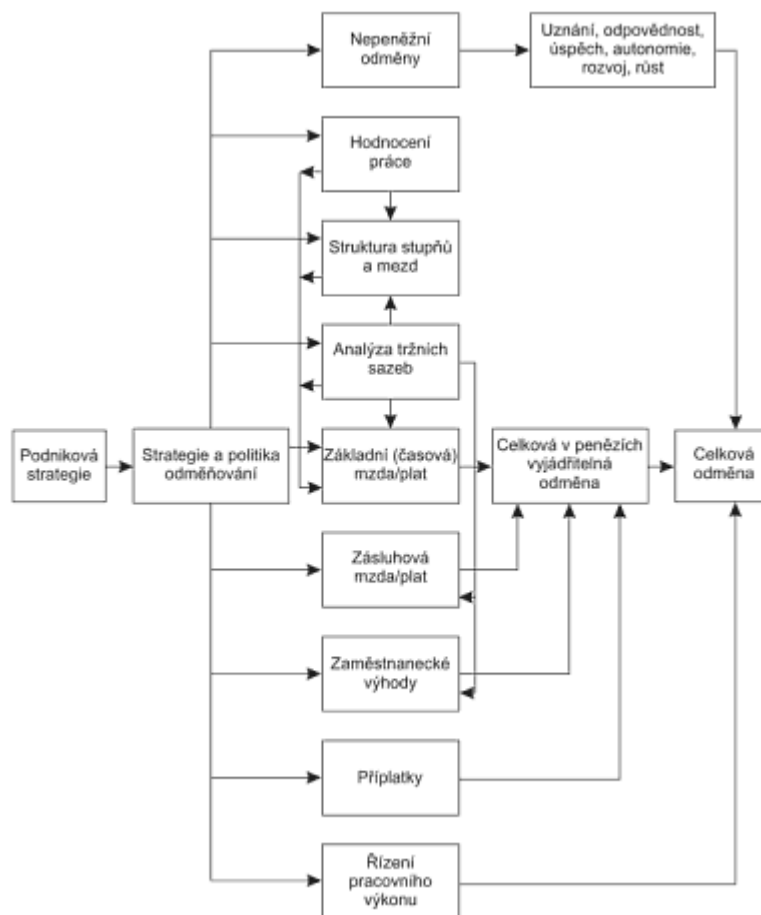 Nepeněžní
odměny
Uznání, odpovědnost,
úspěch, autonomie,
rozvoj, růst
Hodnocení
práce
Struktura stupňů
a mezd
Analýza tržních
sazeb
Podniková
strategie
Strategie a politika
odměňování
Základní (časová)
mzda/plat
Celková v penězích
vyjádřitelná
odměna
Celková
odměna
Zásluhová
mzda/plat
Zaměstnanecké
výhody
Příplatky
Řízení
pracovního
výkonu